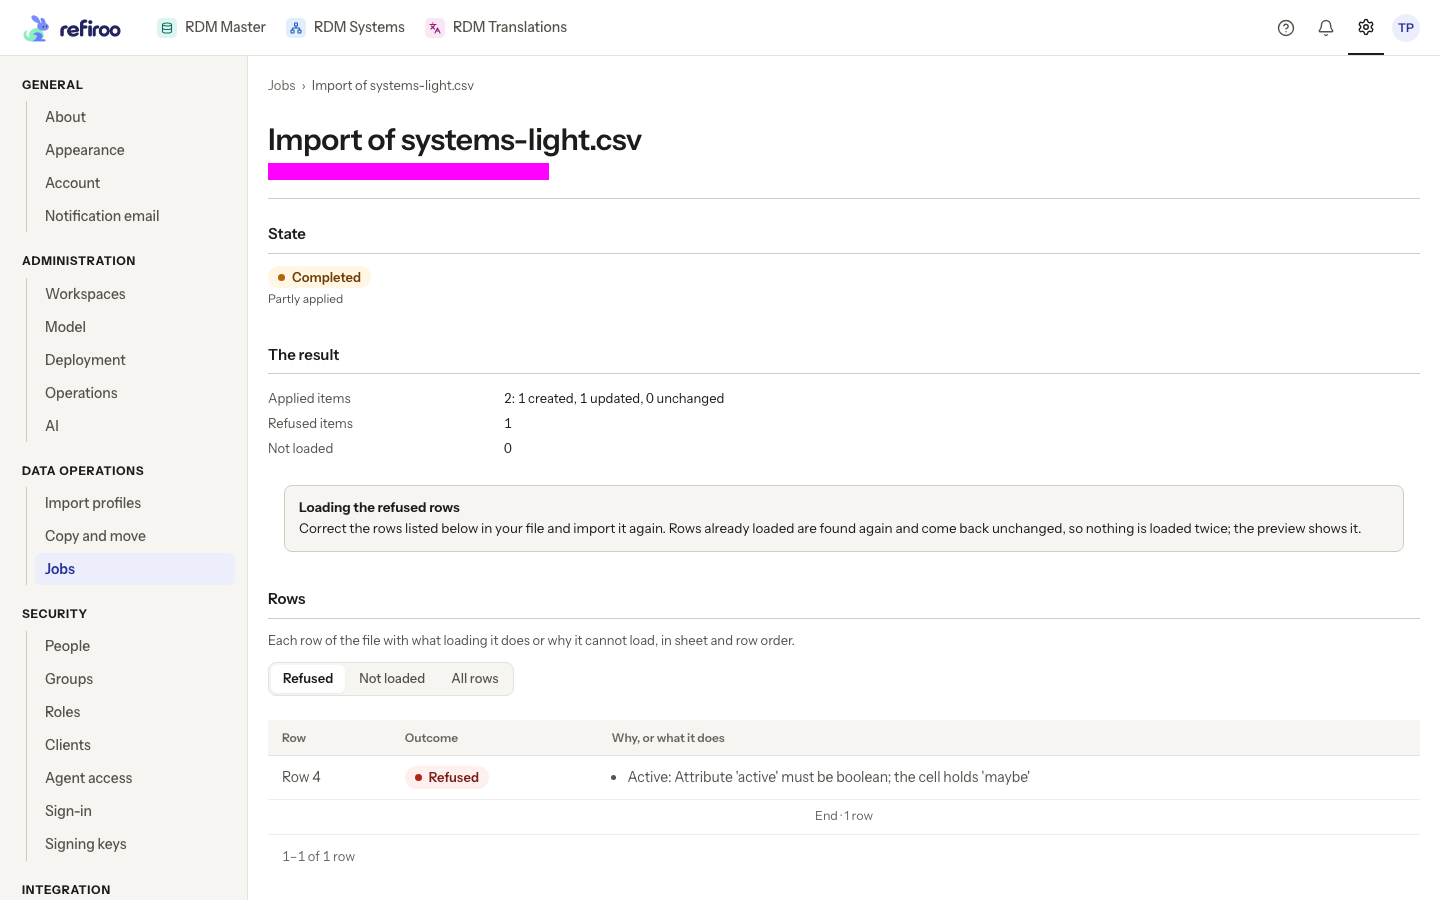 refiroo
RDM Master
RDM Systems
RDM Translations
TP
GENERAL
About
Appearance
Account
Notification email
ADMINISTRATION
Workspaces
Model
Deployment
Operations
AI
DATA OPERATIONS
Import profiles
Copy and move
Jobs
SECURITY
People
Groups
Roles
Clients
Agent access
Sign-in
Signing keys
INTEGRATION
Jobs › Import of systems-light.csv
Import of systems-light.csv
State
Completed
Partly applied
The result
Applied items 2: 1 created, 1 updated, 0 unchanged
Refused items 1
Not loaded 0
Loading the refused rows
Correct the rows listed below in your file and import it again. Rows already loaded are found again and come back unchanged, so nothing is loaded twice; the preview shows it.
Rows
Each row of the file with what loading it does or why it cannot load, in sheet and row order.
Refused Not loaded All rows
Row Outcome Why, or what it does
Row 4 Refused • Active: Attribute 'active' must be boolean; the cell holds 'maybe'
End · 1 row
1–1 of 1 row